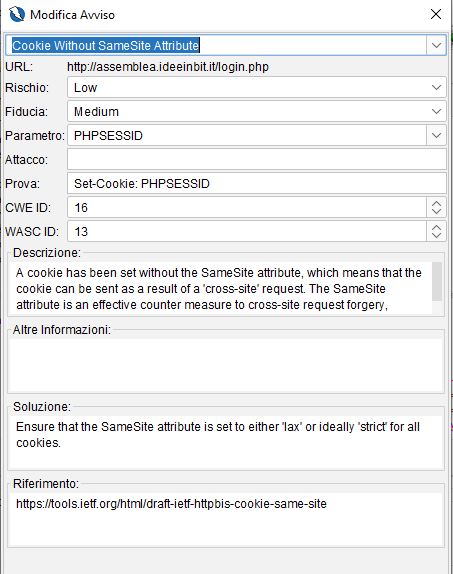 Modifica Avviso
Cookie Without SameSite Attribute
URL: http://assemblea.ideeinbit.it/login.php
Rischio: Low
Fiducia: Medium
Parametro: PHPSESSID
Attacco:
Prova: Set-Cookie: PHPSESSID
CWE ID: 16
WASC ID: 13
Descrizione:
A cookie has been set without the SameSite attribute, which means that the
cookie can be sent as a result of a 'cross-site' request. The SameSite
attribute is an effective counter measure to cross-site request forgery,
Altre Informazioni:
Soluzione:
Ensure that the SameSite attribute is set to either 'lax' or ideally 'strict' for all
cookies.
Riferimento:
https://tools.ietf.org/html/draft-ietf-httpbis-cookie-same-site